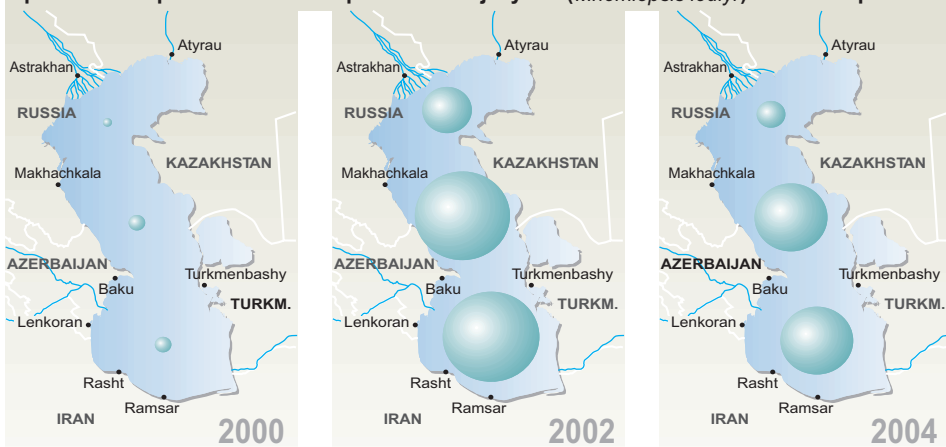 Atyrau
Astrakhan
RUSSIA
KAZAKHSTAN
Makhachkala
AZERBAIJAN
Turkmenbashy
Baku
TURKM.
Lenkoran
Rasht
Ramsar
IRAN
2000
Atyrau
Astrakhan
RUSSIA
KAZAKHSTAN
Makhachkala
AZERBAIJAN
Turkmenbashy
Baku
TURKM.
Lenkoran
Rasht
Ramsar
IRAN
2002
Atyrau
Astrakhan
RUSSIA
KAZAKHSTAN
Makhachkala
AZERBAIJAN
Turkmenbashy
Baku
TURKM.
Lenkoran
Rasht
Ramsar
IRAN
2004